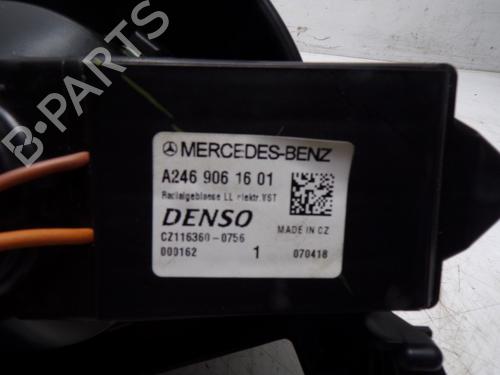 MERCEDES-BENZ
A246 906 16 01
Radialgeblaese LL elektr.VST
DENSO
CZ116360-0756 MADE IN CZ
000162 1 070418
B-Parts